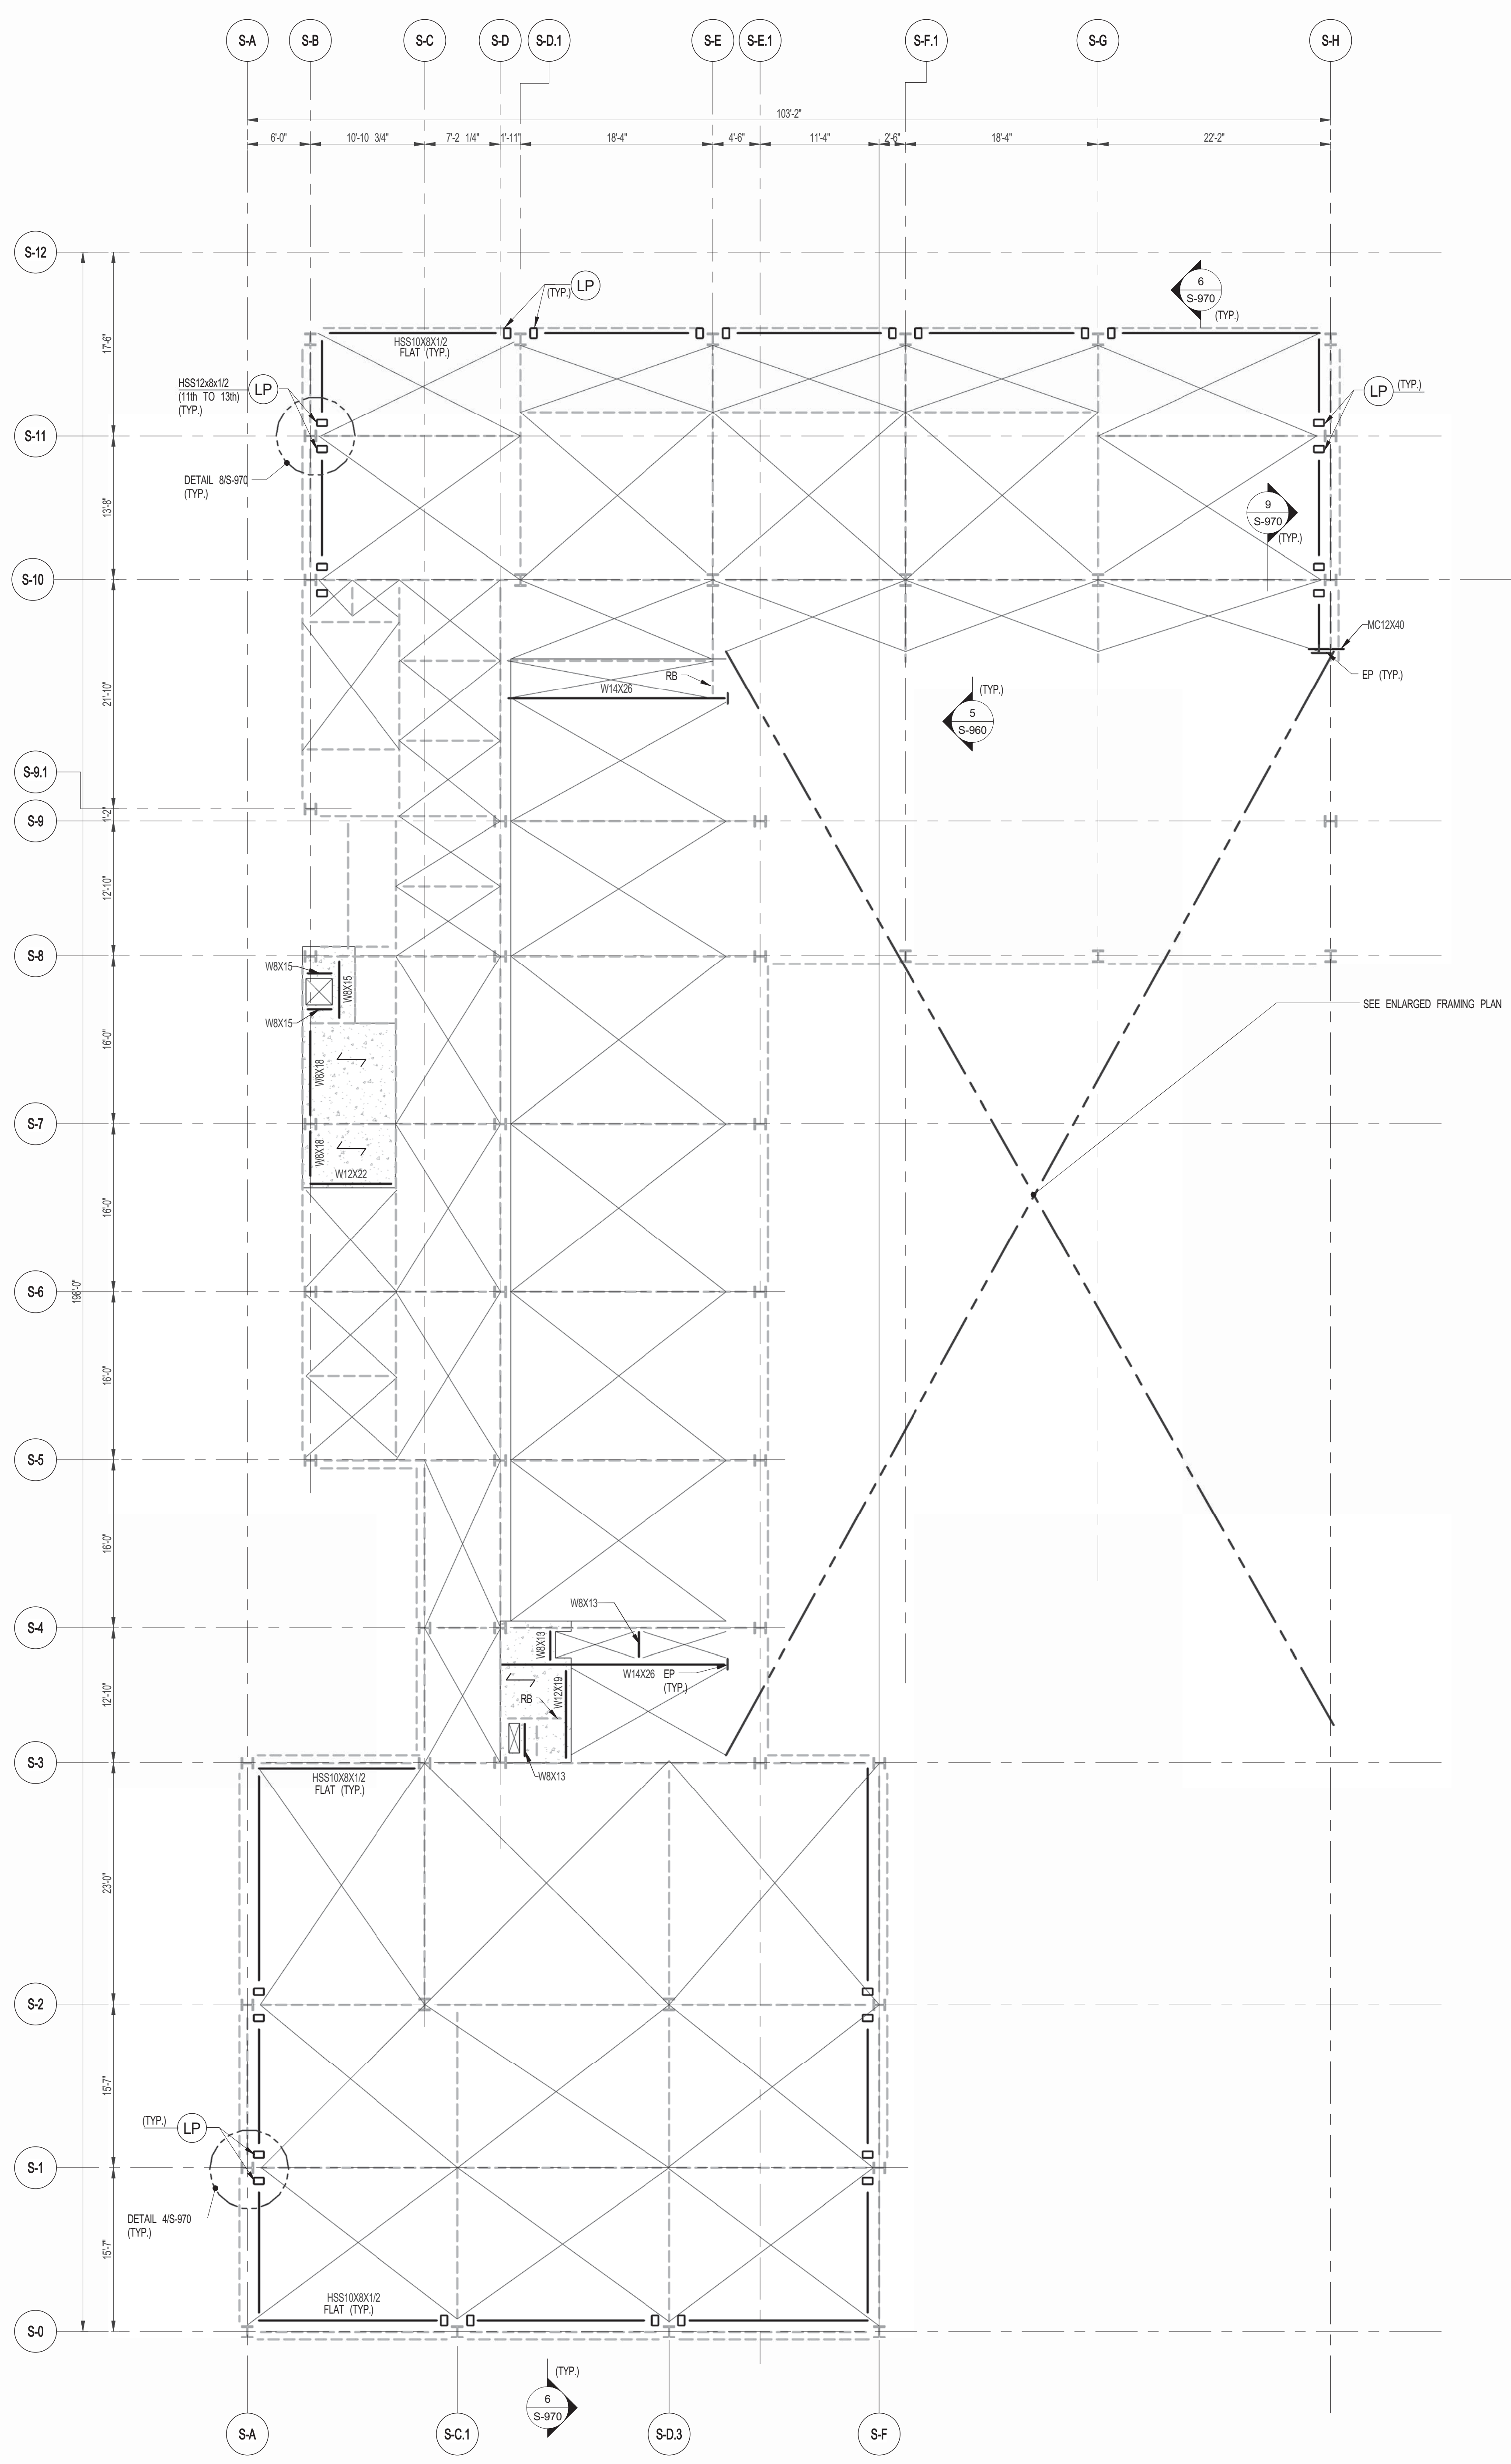 S-A
S-B
S-C
S-D
S-D.1
S-E
S-E.1
S-F.1
S-G
S-H
103'-2"
6'-0"
10'-10 3/4"
7'-2 1/4"
1'-11"
18'-4"
4'-6"
11'-4"
2'-6"
18'-4"
22'-2"
S-12
17'-6"
LP
(TYP.)
6
S-970
(TYP.)
HSS10X8X1/2
FLAT (TYP.)
HSS12x8x1/2
(11th TO 13th)
(TYP.)
LP
LP
(TYP.)
S-11
DETAIL 8/S-970
(TYP.)
13'-8"
9
S-970
(TYP.)
S-10
MC12X40
EP (TYP.)
RB
W14X26
21'-10"
(TYP.)
5
S-960
S-9.1
1'-2"
S-9
12'-10"
S-8
W8X15
W8X15
W8X15
SEE ENLARGED FRAMING PLAN
16'-0"
W8X18
S-7
W8X18
W12X22
16'-0"
S-6
198'-0"
16'-0"
S-5
16'-0"
W8X13
S-4
W8X13
W14X26
EP
(TYP.)
12'-10"
RB
W12X19
S-3
W8X13
HSS10X8X1/2
FLAT (TYP.)
23'-0"
S-2
15'-7"
(TYP.)
LP
S-1
DETAIL 4/S-970
(TYP.)
15'-7"
HSS10X8X1/2
FLAT (TYP.)
S-0
(TYP.)
6
S-970
S-A
S-C.1
S-D.3
S-F